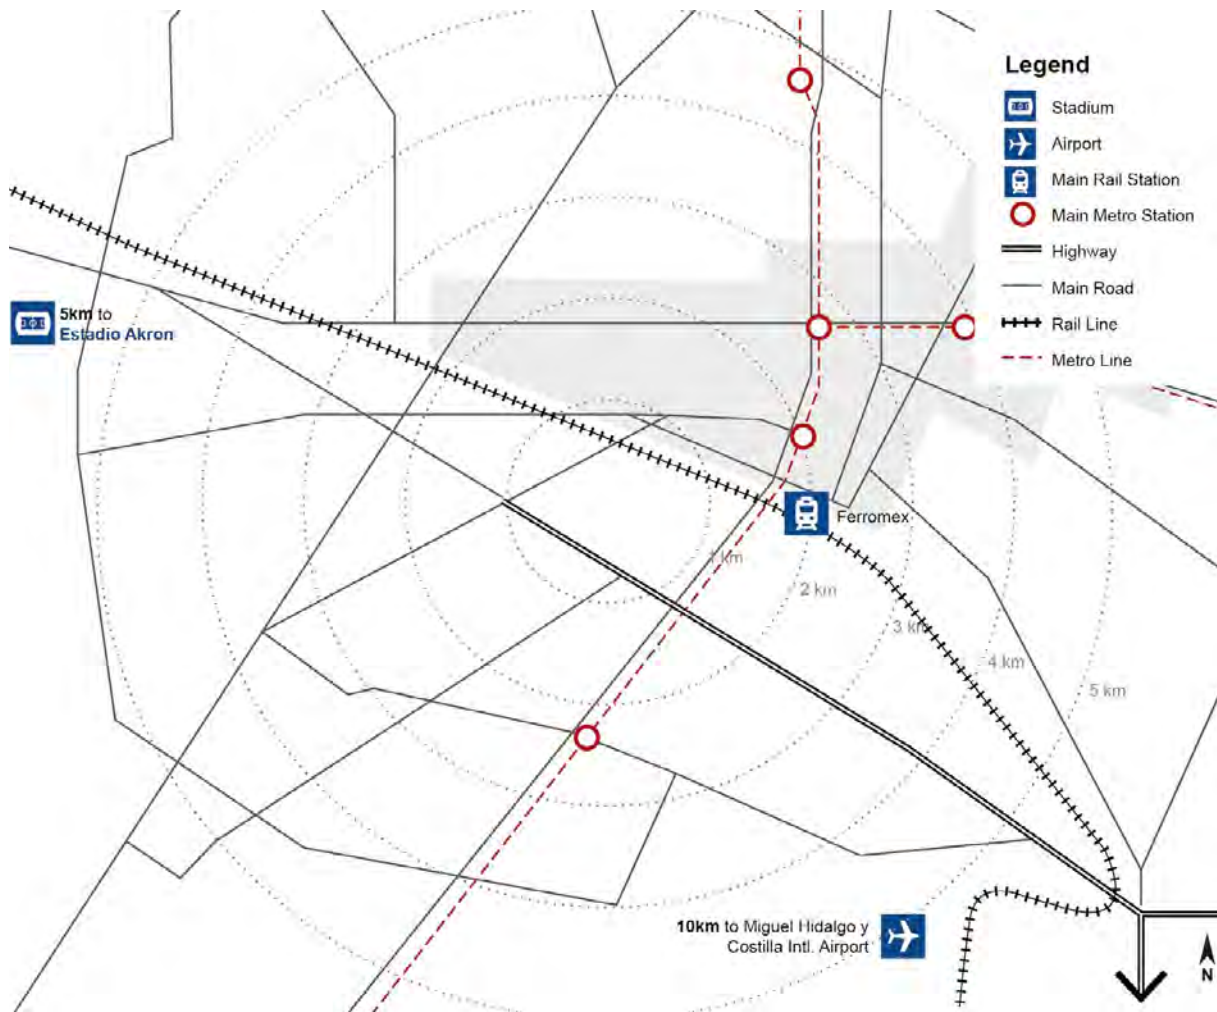 Legend
Stadium
Airport
Main Rail Station
Main Metro Station
Highway
Main Road
Rail Line
Metro Line
5km to
Estadio Akron
Ferromex
1 km
2 km
3 km
4 km
5 km
10km to Miguel Hidalgo y
Costilla Intl. Airport
N